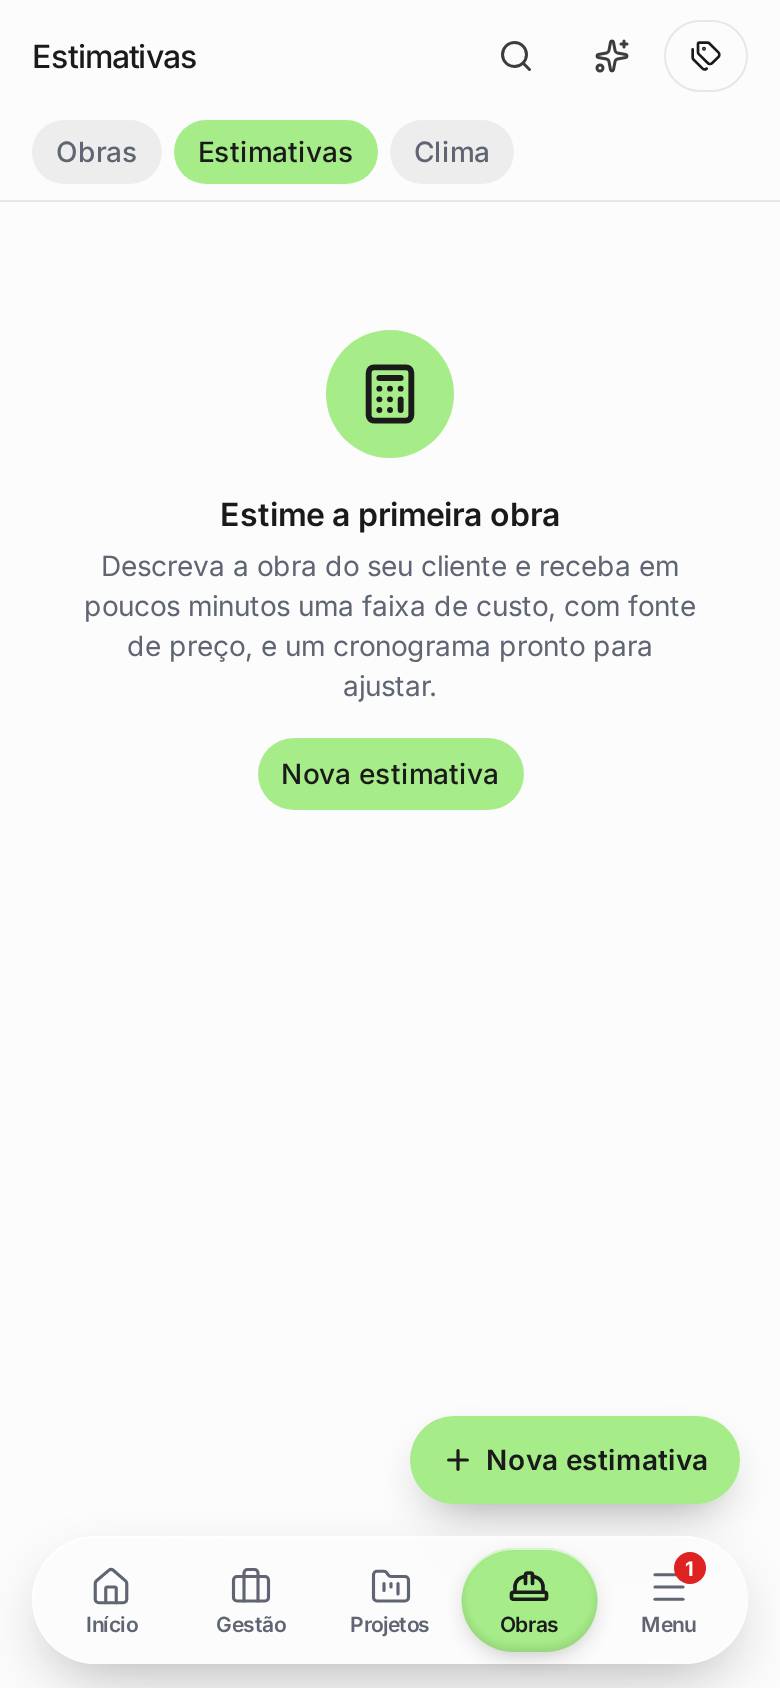 Estimativas
Obras
Estimativas
Clima
Estime a primeira obra
Descreva a obra do seu cliente e receba em
poucos minutos uma faixa de custo, com fonte
de preço, e um cronograma pronto para
ajustar.
Nova estimativa
Nova estimativa
1
Início
Gestão
Projetos
Obras
Menu